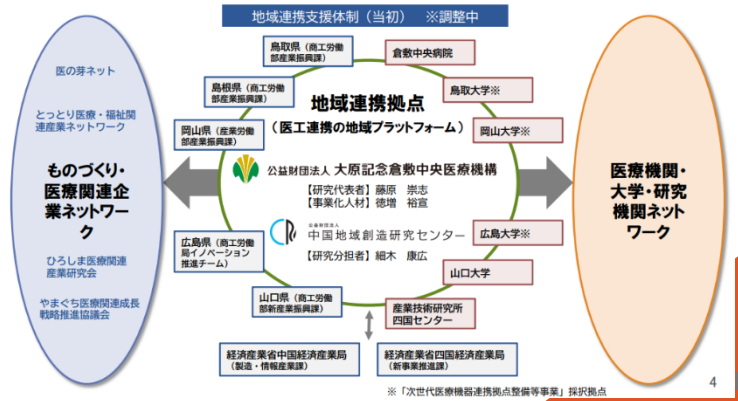 地域連携支援体制（当初）　※調整中
医の芽ネット
とっとり医療・福祉関
連産業ネットワーク
ものづくり・
医療関連企
業ネットワー
ク
ひろしま医療関連
産業研究会
やまぐち医療関連成長
戦略推進協議会
鳥取県（商工労働
部産業振興課）
島根県（商工労働
部産業振興課）
岡山県（産業労働
部産業振興課）
広島県（商工労働
局イノベーション
推進チーム）
山口県（商工労働
部新産業振興課）
地域連携拠点
（医工連携の地域プラットフォーム）
公益財団法人 大原記念倉敷中央医療機構
【研究代表者】藤原　崇志
【事業化人材】徳増　裕宣
公益財団法人
中国地域創造研究センター
【研究分担者】細木　康広
倉敷中央病院
鳥取大学※
岡山大学※
広島大学※
山口大学
産業技術研究所
四国センター
医療機関・
大学・研究
機関ネット
ワーク
経済産業省中国経済産業局
（製造・情報産業課）
経済産業省四国経済産業局
（新事業推進課）
※「次世代医療機器連携拠点整備等事業」採択拠点
4